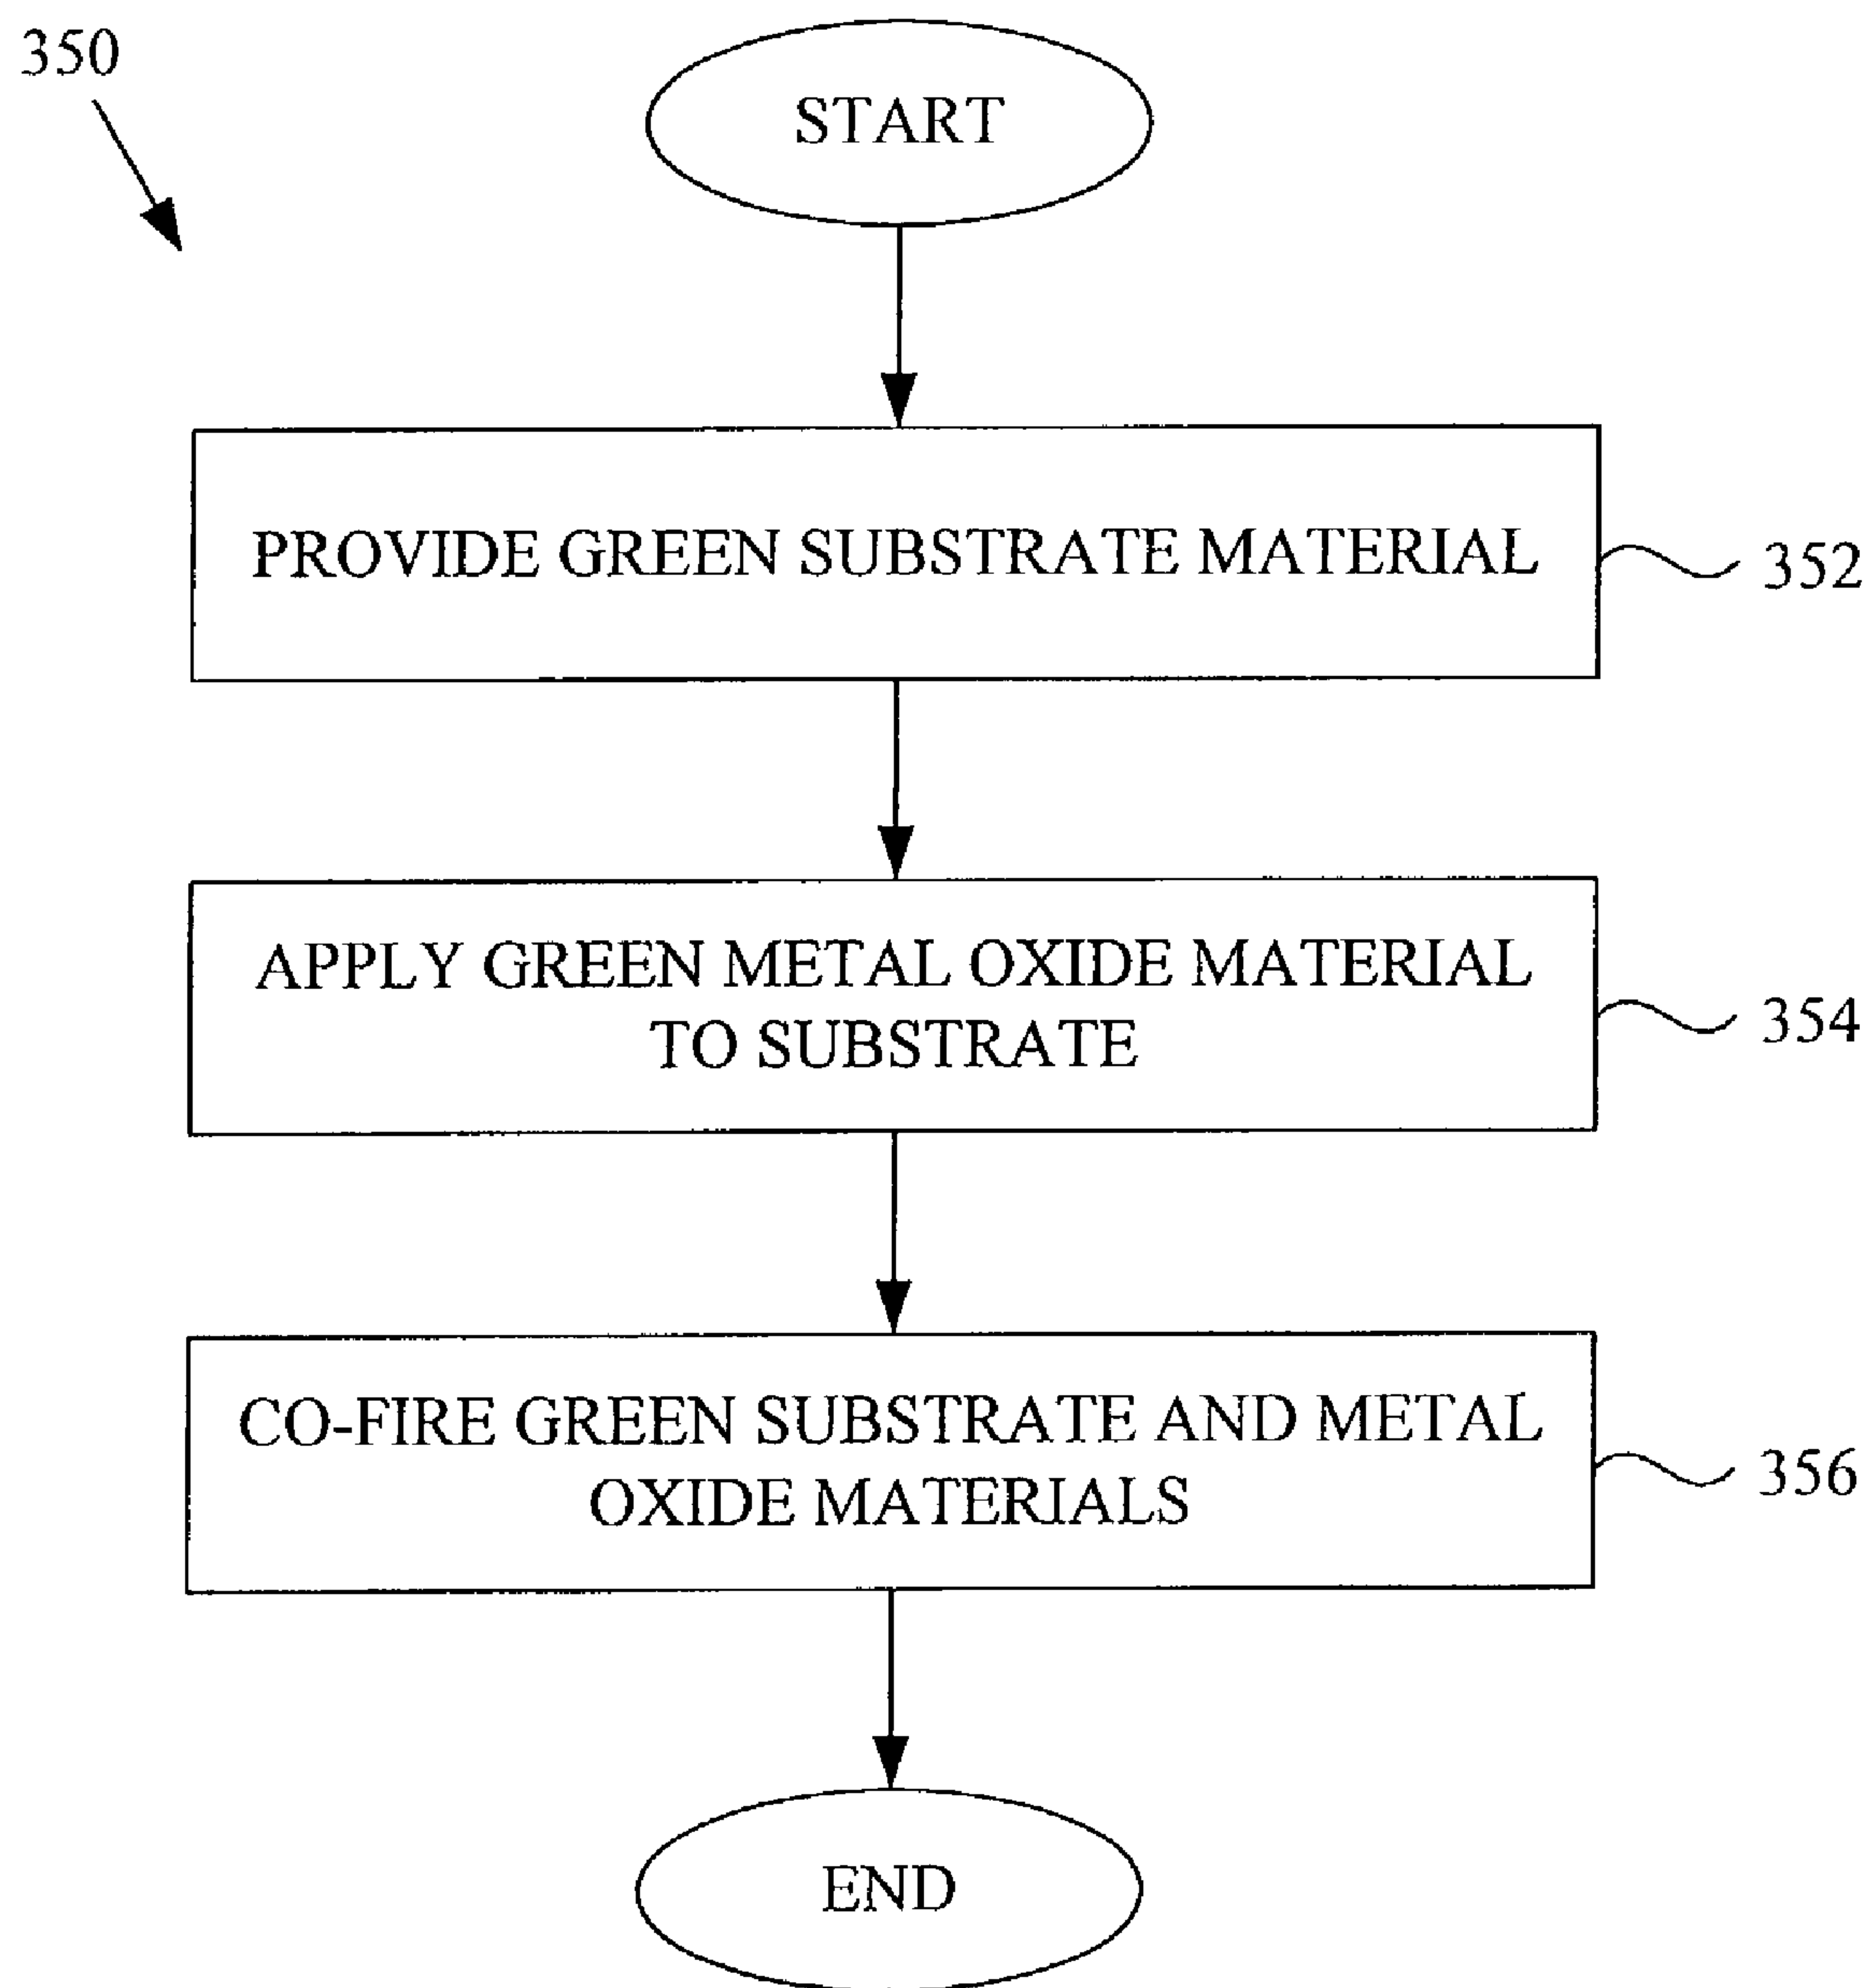 350
START
PROVIDE GREEN SUBSTRATE MATERIAL
352
APPLY GREEN METAL OXIDE MATERIAL
TO SUBSTRATE
354
CO-FIRE GREEN SUBSTRATE AND METAL
OXIDE MATERIALS
356
END